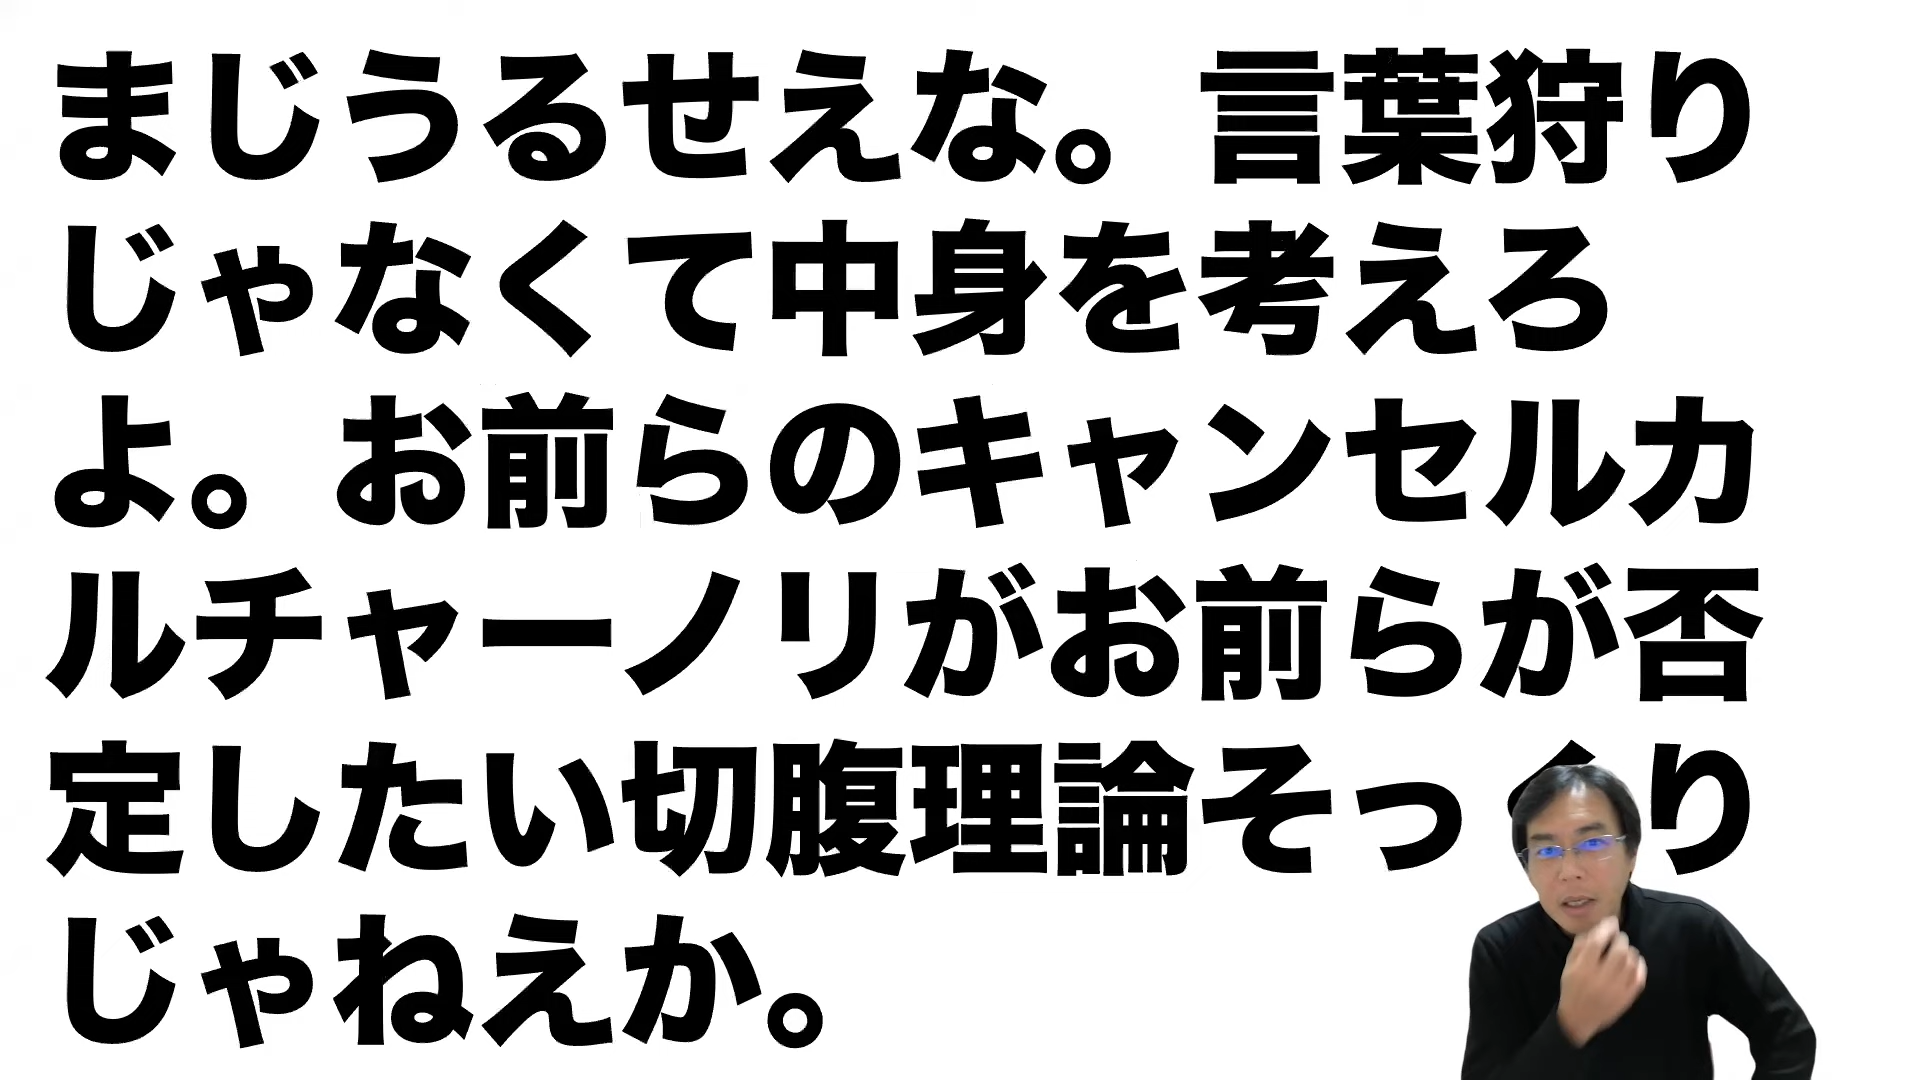 まじうるせえな。言葉狩り
じゃなくて中身を考えろ
よ。お前らのキャンセルカ
ルチャーノリがお前らが否
定したい切腹理論そっくり
じゃねえか。